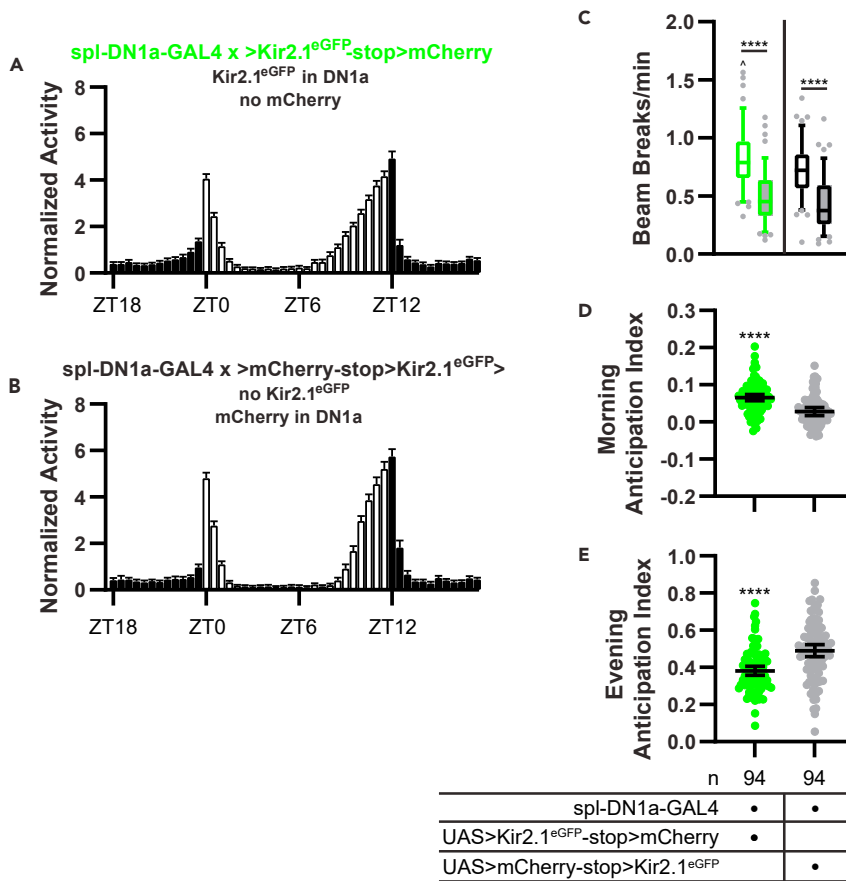 A
spl-DN1a-GAL4 x >Kir2.1eGFP-stop>mCherry
Kir2.1eGFP in DN1a
no mCherry
Normalized Activity
8
6
4
2
0
ZT18 ZT0 ZT6 ZT12
B
spl-DN1a-GAL4 x >mCherry-stop>Kir2.1eGFP>
no Kir2.1eGFP
mCherry in DN1a
Normalized Activity
8
6
4
2
0
ZT18 ZT0 ZT6 ZT12
C
Beam Breaks/min
2.0
1.5
1.0
0.5
0.0
**** ****
^
D
Morning
Anticipation Index
0.3
0.2
0.1
0.0
-0.1
-0.2
****
E
Evening
Anticipation Index
1.0
0.8
0.6
0.4
0.2
0.0
****
n 94 94
spl-DN1a-GAL4 • •
UAS>Kir2.1eGFP-stop>mCherry •
UAS>mCherry-stop>Kir2.1eGFP •